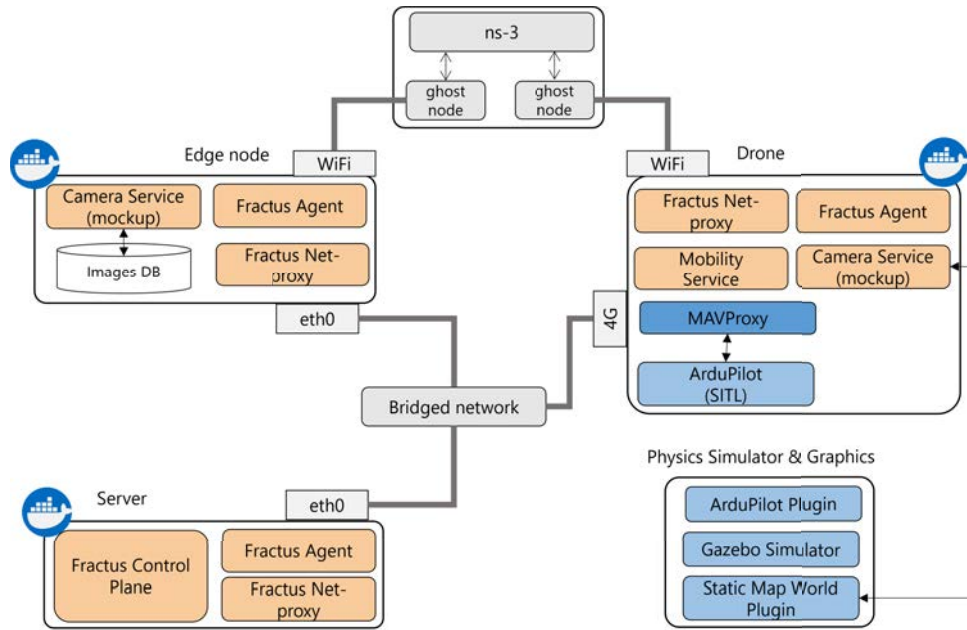 ns-3
ghost
node
ghost
node
Edge node
WiFi
WiFi
Drone
Camera Service
(mockup)
Fractus Agent
Images DB
Fractus Net-
proxy
eth0
Fractus Net-
proxy
Fractus Agent
Mobility
Service
Camera Service
(mockup)
4G
MAVProxy
ArduPilot
(SITL)
Bridged network
Server
eth0
Fractus Control
Plane
Fractus Agent
Fractus Net-
proxy
Physics Simulator & Graphics
ArduPilot Plugin
Gazebo Simulator
Static Map World
Plugin